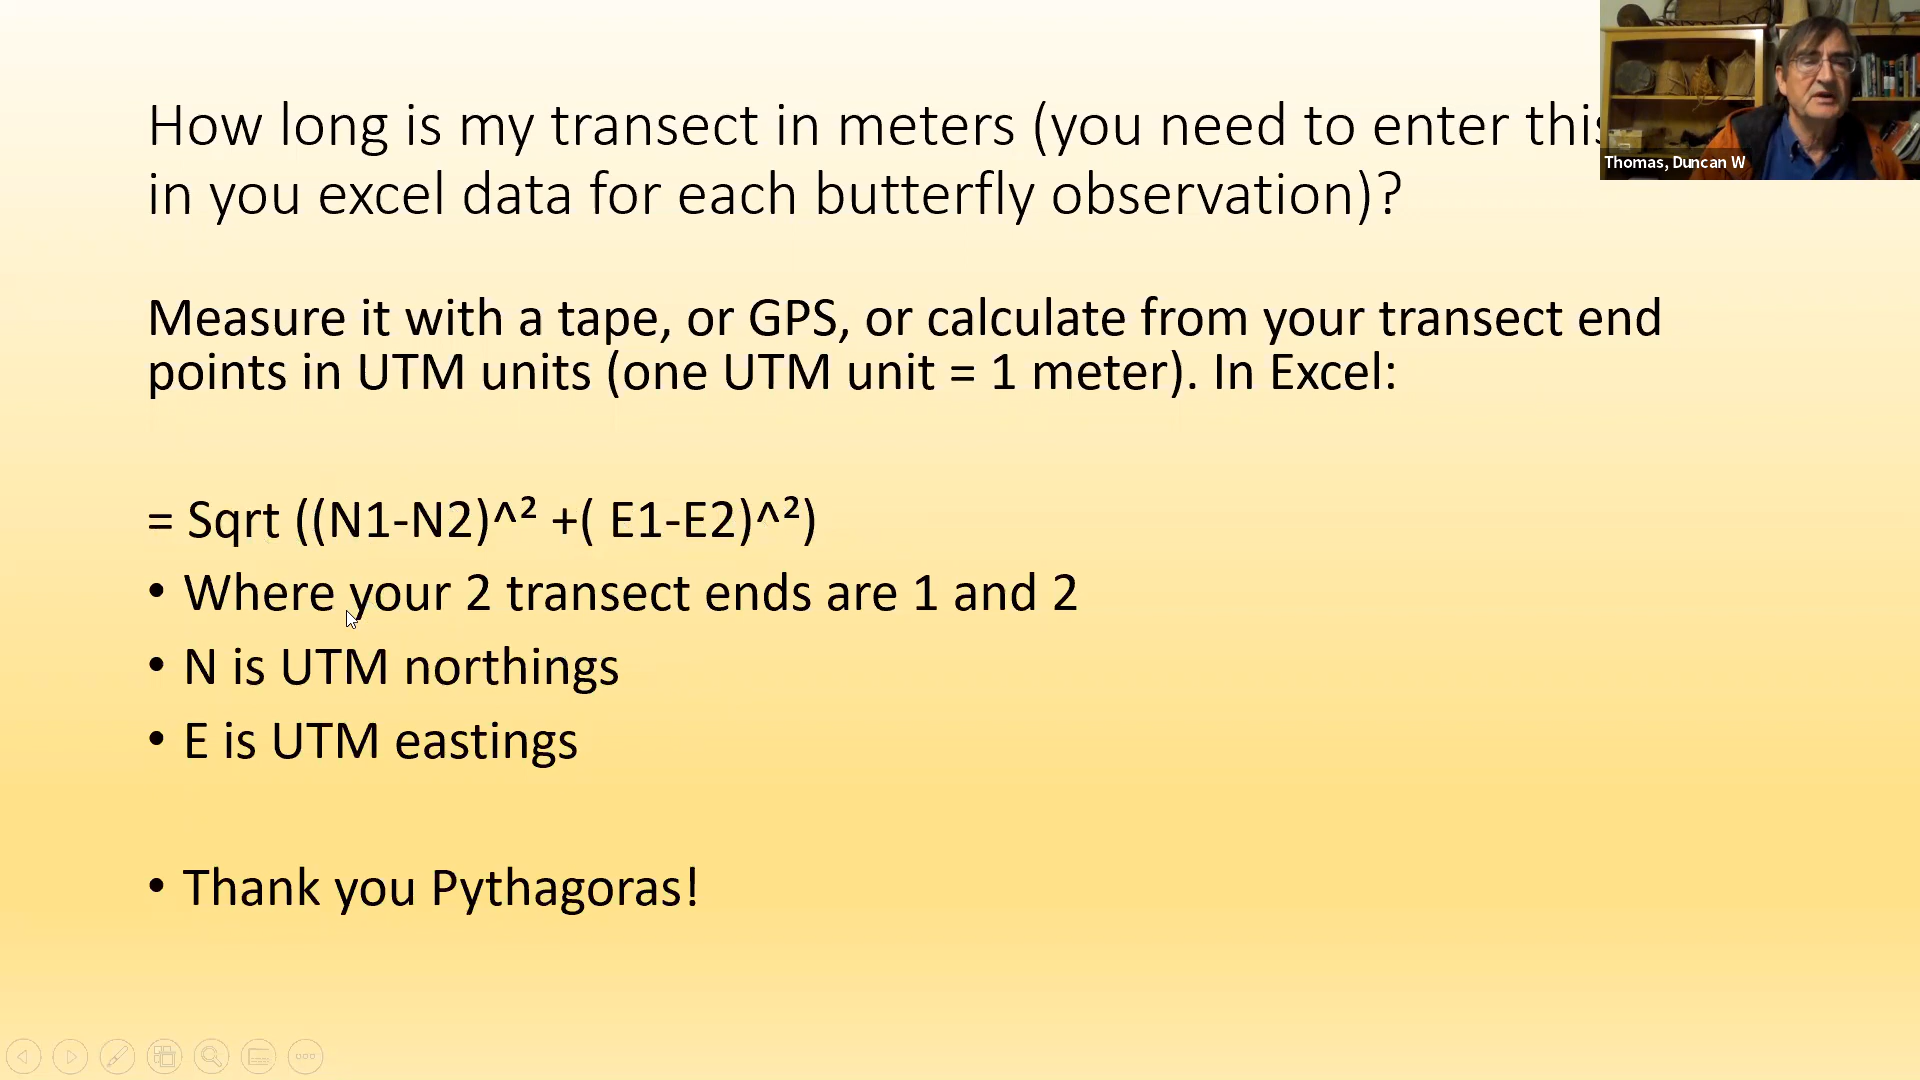 How long is my transect in meters (you need to enter this
in you excel data for each butterfly observation)?
Thomas, Duncan W
Measure it with a tape, or GPS, or calculate from your transect end
points in UTM units (one UTM unit = 1 meter). In Excel:
= Sqrt ((N1-N2)^² +( E1-E2)^²)
• Where your 2 transect ends are 1 and 2
• N is UTM northings
• E is UTM eastings
• Thank you Pythagoras!